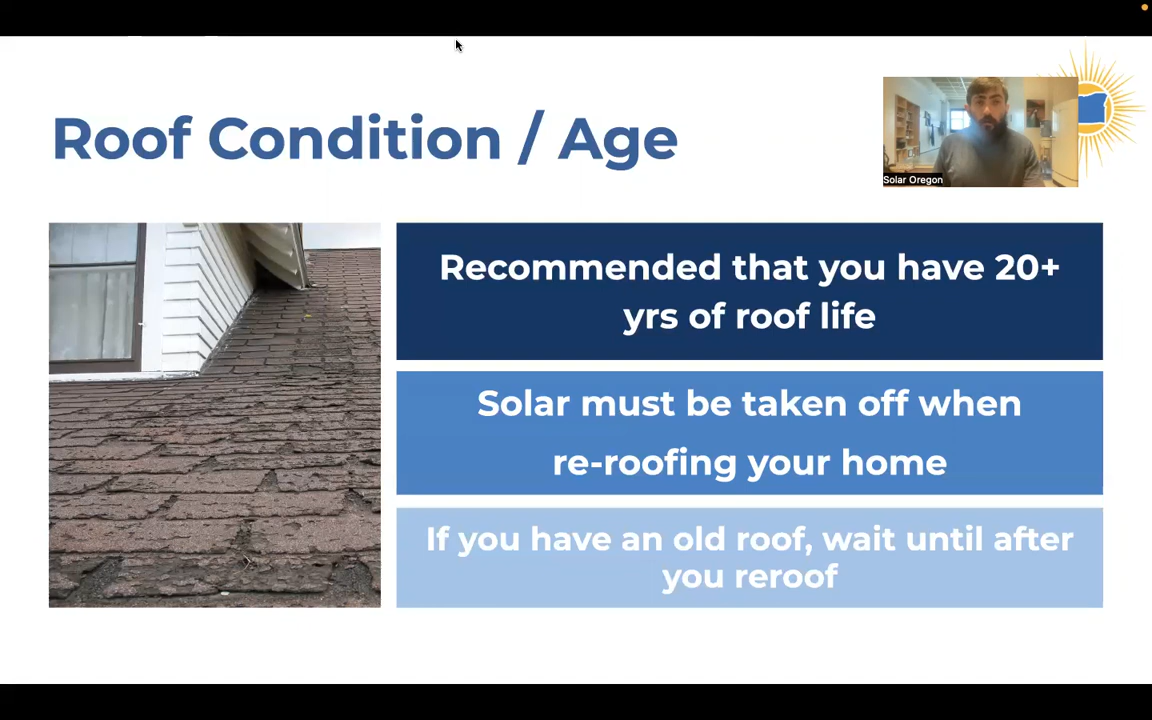 Roof Condition / Age
Solar Oregon
Recommended that you have 20+
yrs of roof life
Solar must be taken off when
re-roofing your home
If you have an old roof, wait until after
you reroof